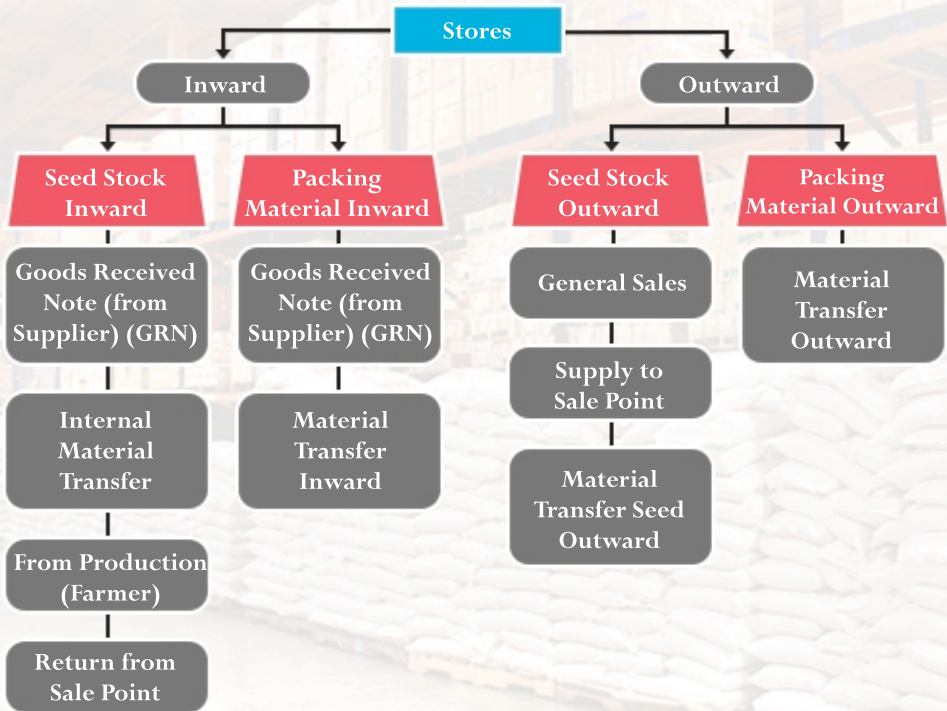 Stores
Inward
Outward
Seed Stock
Inward
Packing
Material Inward
Seed Stock
Outward
Packing
Material Outward
Goods Received
Note (from
Supplier) (GRN)
Internal
Material
Transfer
From Production
(Farmer)
Return from
Sale Point
Goods Received
Note (from
Supplier) (GRN)
Material
Transfer
Inward
General Sales
Supply to
Sale Point
Material
Transfer Seed
Outward
Material
Transfer
Outward